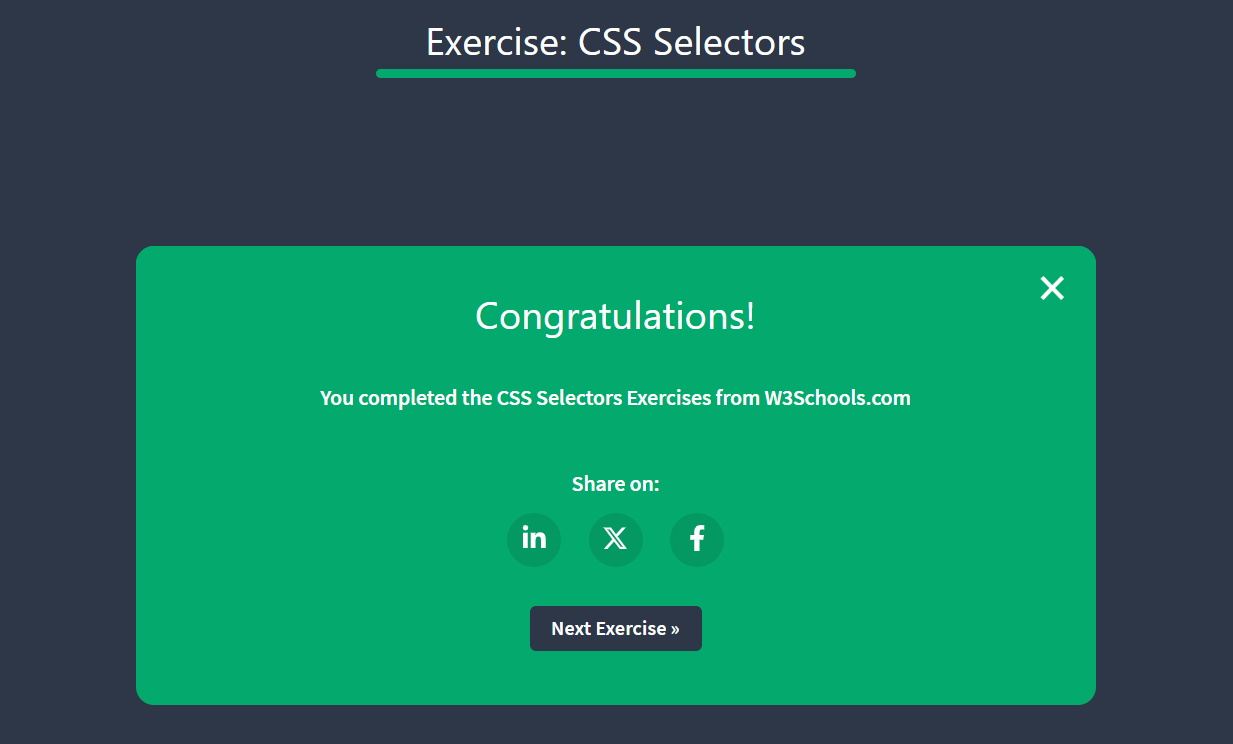 Exercise: CSS Selectors
Congratulations!
You completed the CSS Selectors Exercises from W3Schools.com
Share on:
in X f
Next Exercise »